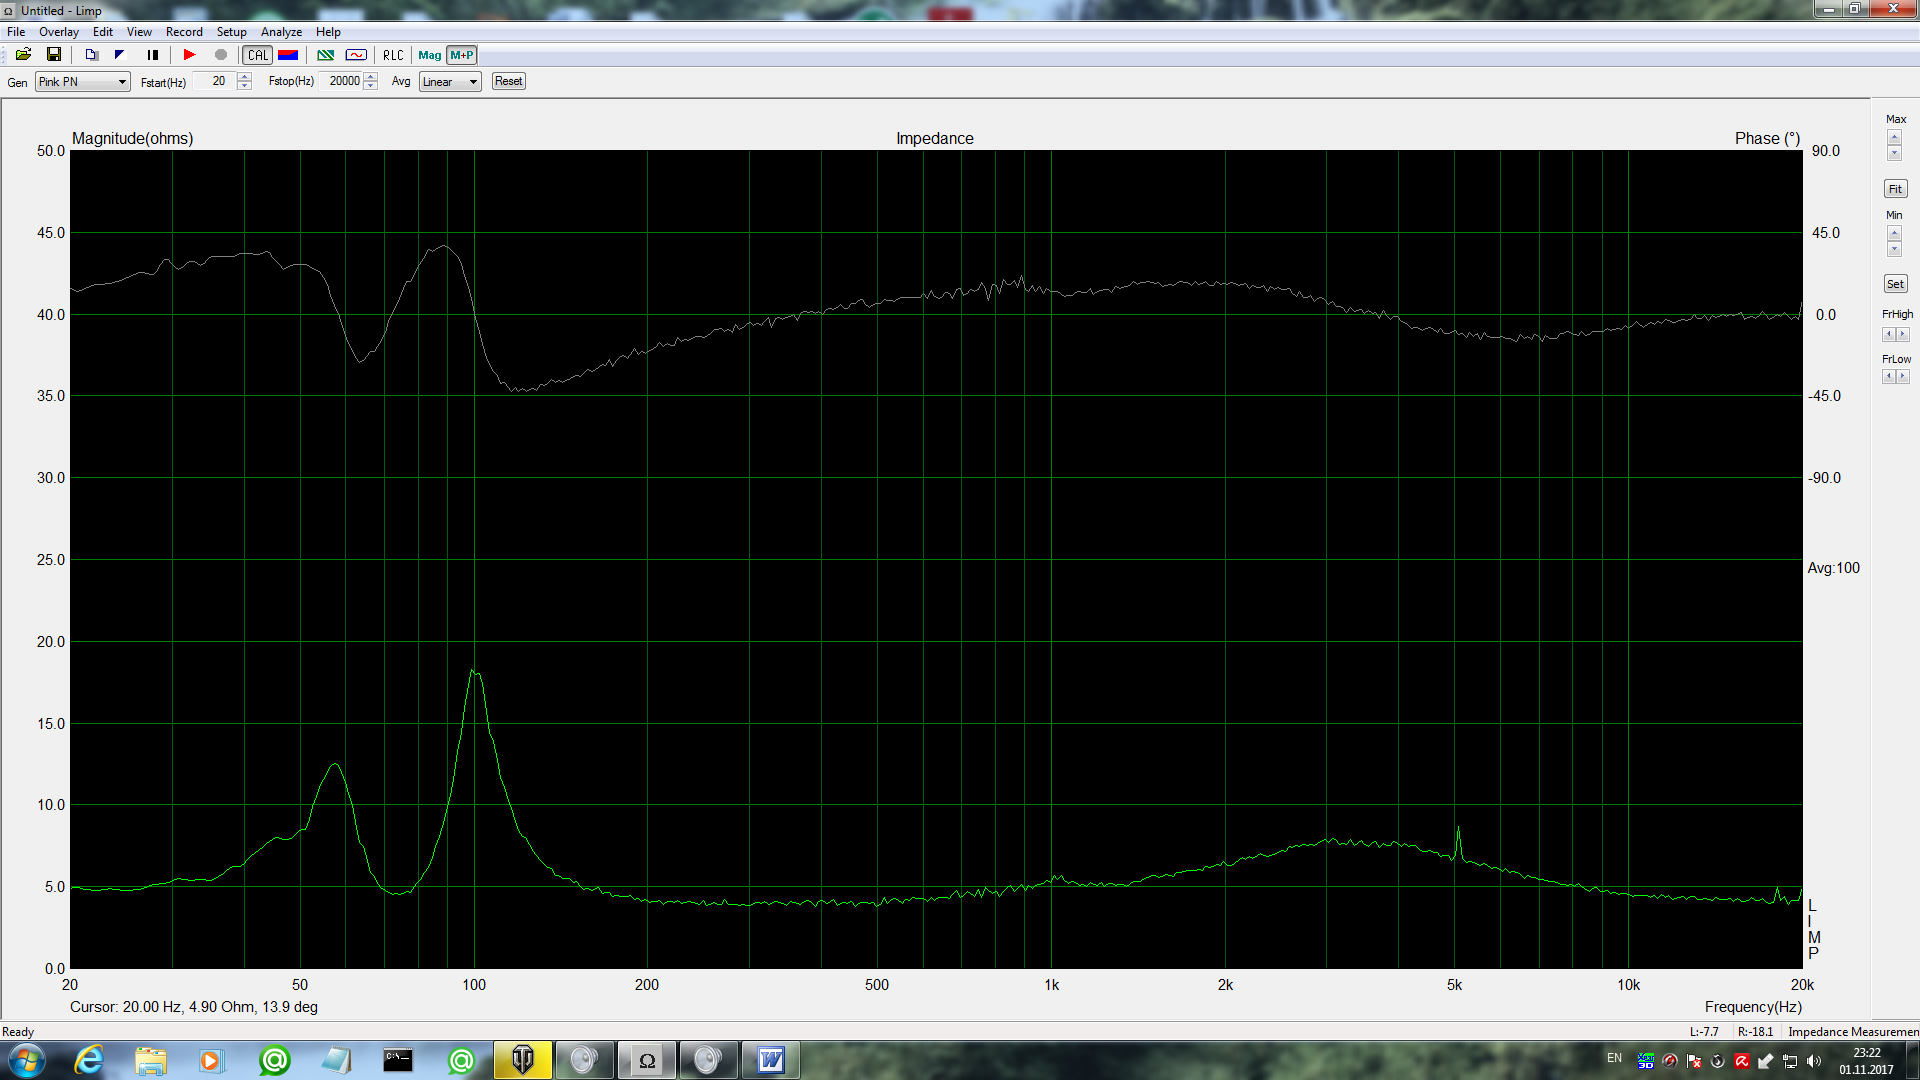 Ω Untitled - Limp
File Overlay Edit View Record Setup Analyze Help
CAL RLC Mag M+P
Gen Pink PN Fstart(Hz) 20 Fstop(Hz) 20000 Avg Linear Reset
Magnitude(ohms) Impedance Phase (°)
50.0 90.0
45.0 45.0
40.0 0.0
35.0 -45.0
30.0 -90.0
25.0
Avg:100
20.0
15.0
10.0
5.0
0.0
L
I
M
P
20 50 100 200 500 1k 2k 5k 10k 20k
Cursor: 20.00 Hz, 4.90 Ohm, 13.9 deg Frequency(Hz)
Max
Fit
Min
Set
FrHigh
FrLow
Ready L:-7.7 R:-18.1 Impedance Measuremen
C:\
Ω
W
EN
3D
23:22
01.11.2017